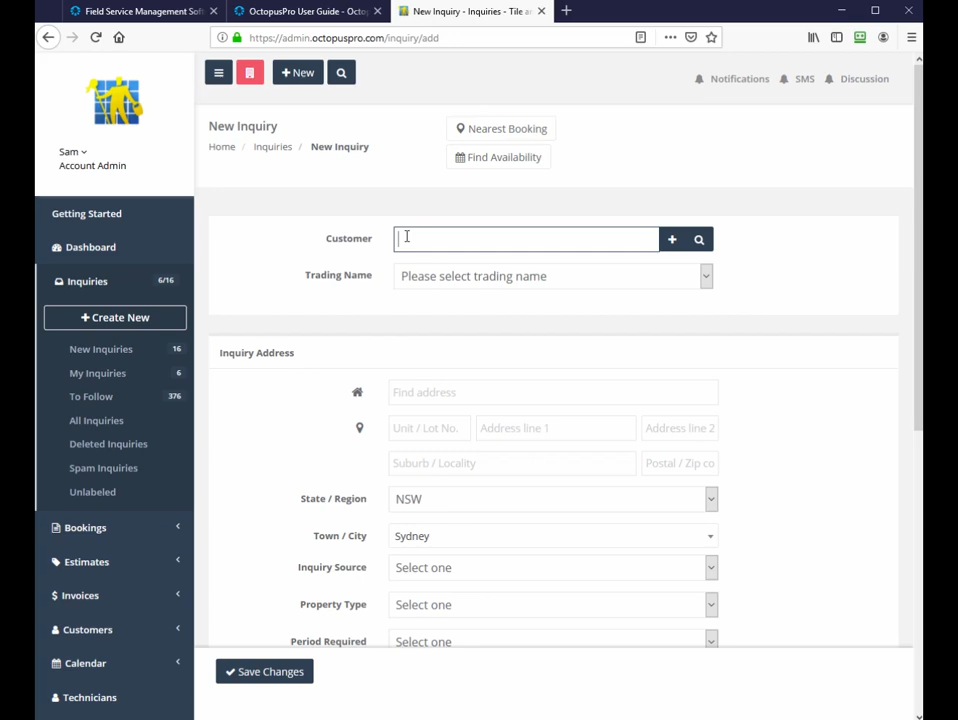 Field Service Management Soft
OctopusPro User Guide - Octo
New Inquiry - Inquiries - Tile a
https://admin.octopuspro.com/inquiry/add
New
Notifications
SMS
Discussion
Sam
Account Admin
New Inquiry
Home / Inquiries / New Inquiry
Nearest Booking
Find Availability
Getting Started
Dashboard
Inquiries 6/16
Create New
New Inquiries 16
My Inquiries 6
To Follow 376
All Inquiries
Deleted Inquiries
Spam Inquiries
Unlabeled
Bookings
Estimates
Invoices
Customers
Calendar
Technicians
Customer
Trading Name Please select trading name
Inquiry Address
Find address
Unit / Lot No. Address line 1 Address line 2
Suburb / Locality Postal / Zip co
State / Region NSW
Town / City Sydney
Inquiry Source Select one
Property Type Select one
Period Required Select one
Save Changes